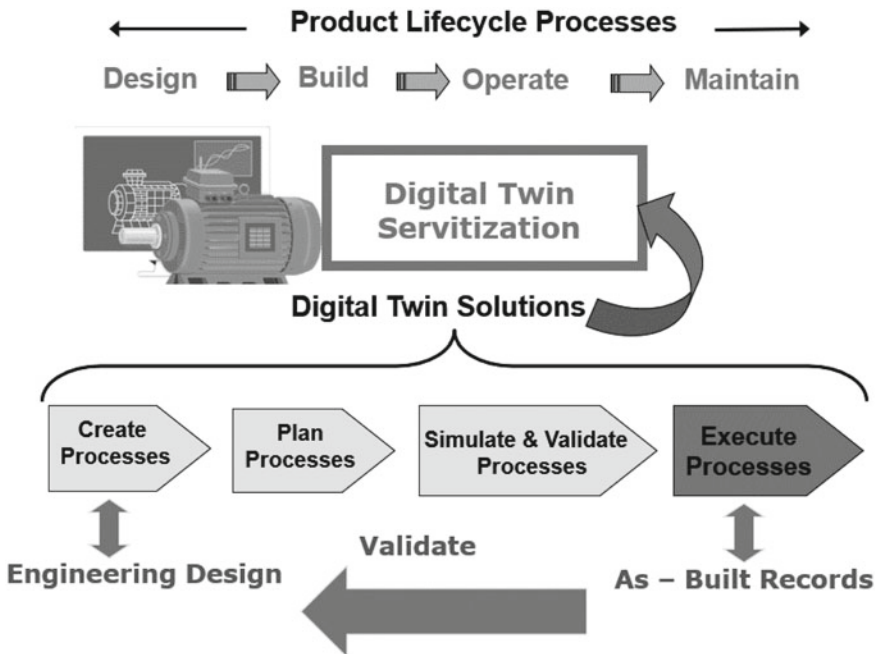 Product Lifecycle Processes
Design Build Operate Maintain
Digital Twin
Servitization
Digital Twin Solutions
Create
Processes
Plan
Processes
Simulate & Validate
Processes
Execute
Processes
Validate
Engineering Design
As – Built Records